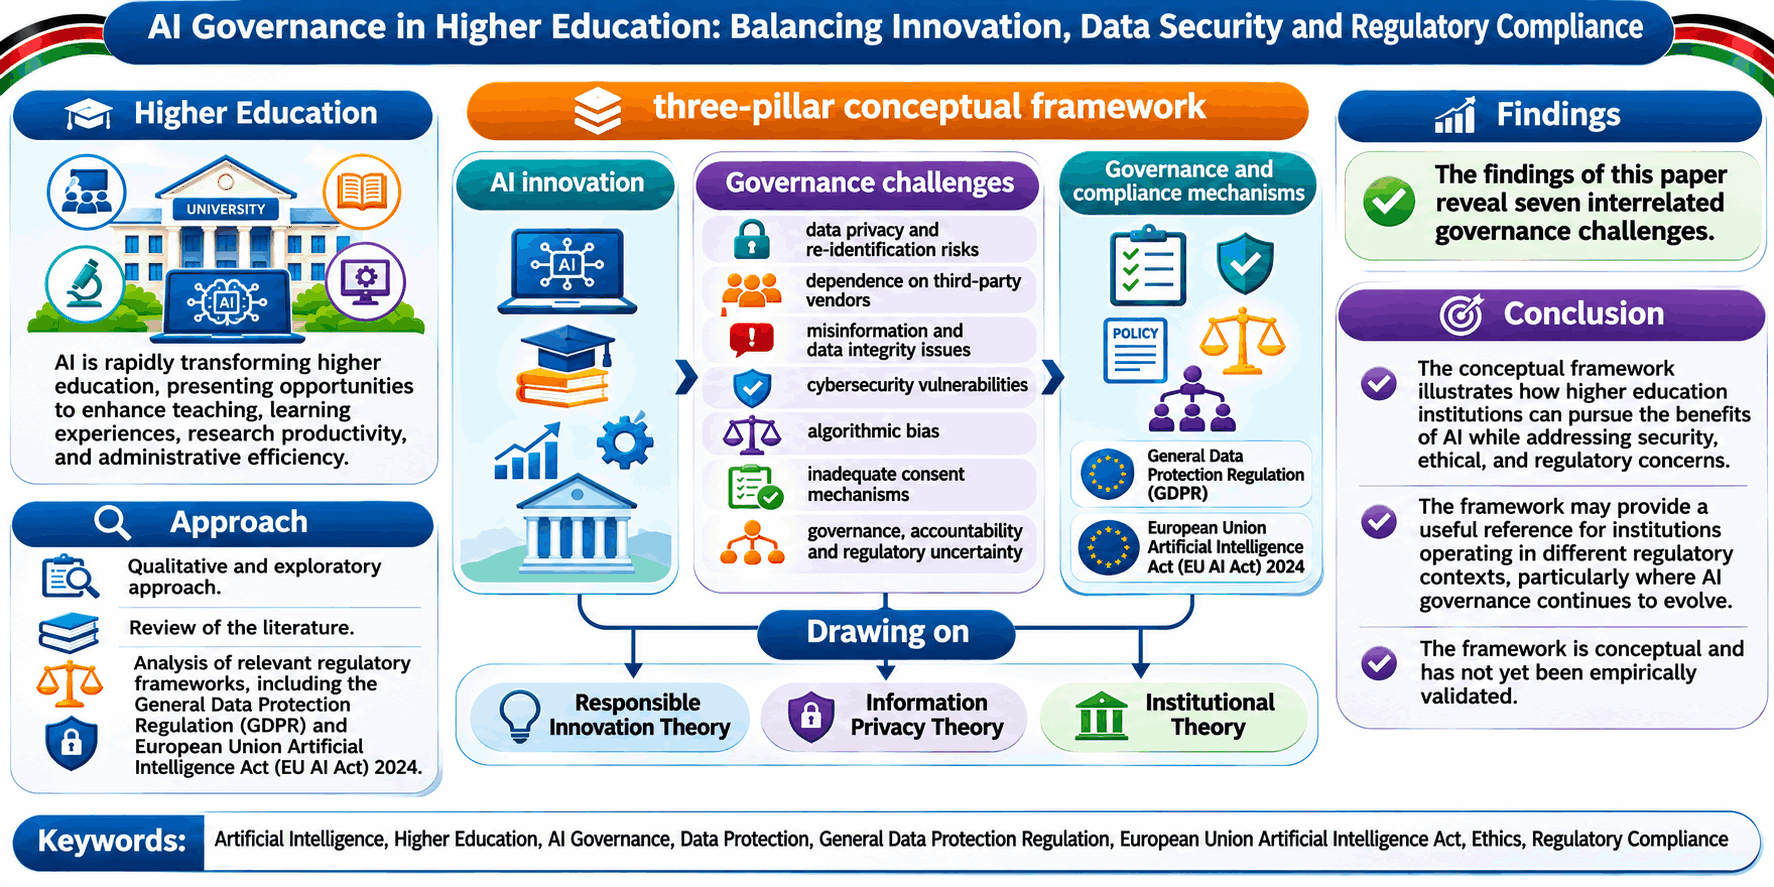 AI Governance in Higher Education: Balancing Innovation, Data Security and Regulatory Compliance
Higher Education
UNIVERSITY
AI
AI is rapidly transforming higher
education, presenting opportunities
to enhance teaching, learning
experiences, research productivity,
and administrative efficiency.
Approach
Qualitative and exploratory
approach.
Review of the literature.
Analysis of relevant regulatory
frameworks, including the
General Data Protection
Regulation (GDPR) and
European Union Artificial
Intelligence Act (EU AI Act) 2024.
three-pillar conceptual framework
AI innovation
AI
Governance challenges
data privacy and
re-identification risks
dependence on third-party
vendors
misinformation and
data integrity issues
cybersecurity vulnerabilities
algorithmic bias
inadequate consent
mechanisms
governance, accountability
and regulatory uncertainty
Governance and
compliance mechanisms
POLICY
General Data
Protection Regulation
(GDPR)
European Union
Artificial Intelligence
Act (EU AI Act) 2024
Drawing on
Responsible
Innovation Theory
Information
Privacy Theory
Institutional
Theory
Findings
The findings of this paper
reveal seven interrelated
governance challenges.
Conclusion
The conceptual framework
illustrates how higher education
institutions can pursue the benefits
of AI while addressing security,
ethical, and regulatory concerns.
The framework may provide a
useful reference for institutions
operating in different regulatory
contexts, particularly where AI
governance continues to evolve.
The framework is conceptual and
has not yet been empirically
validated.
Keywords: Artificial Intelligence, Higher Education, AI Governance, Data Protection, General Data Protection Regulation, European Union Artificial Intelligence Act, Ethics, Regulatory Compliance